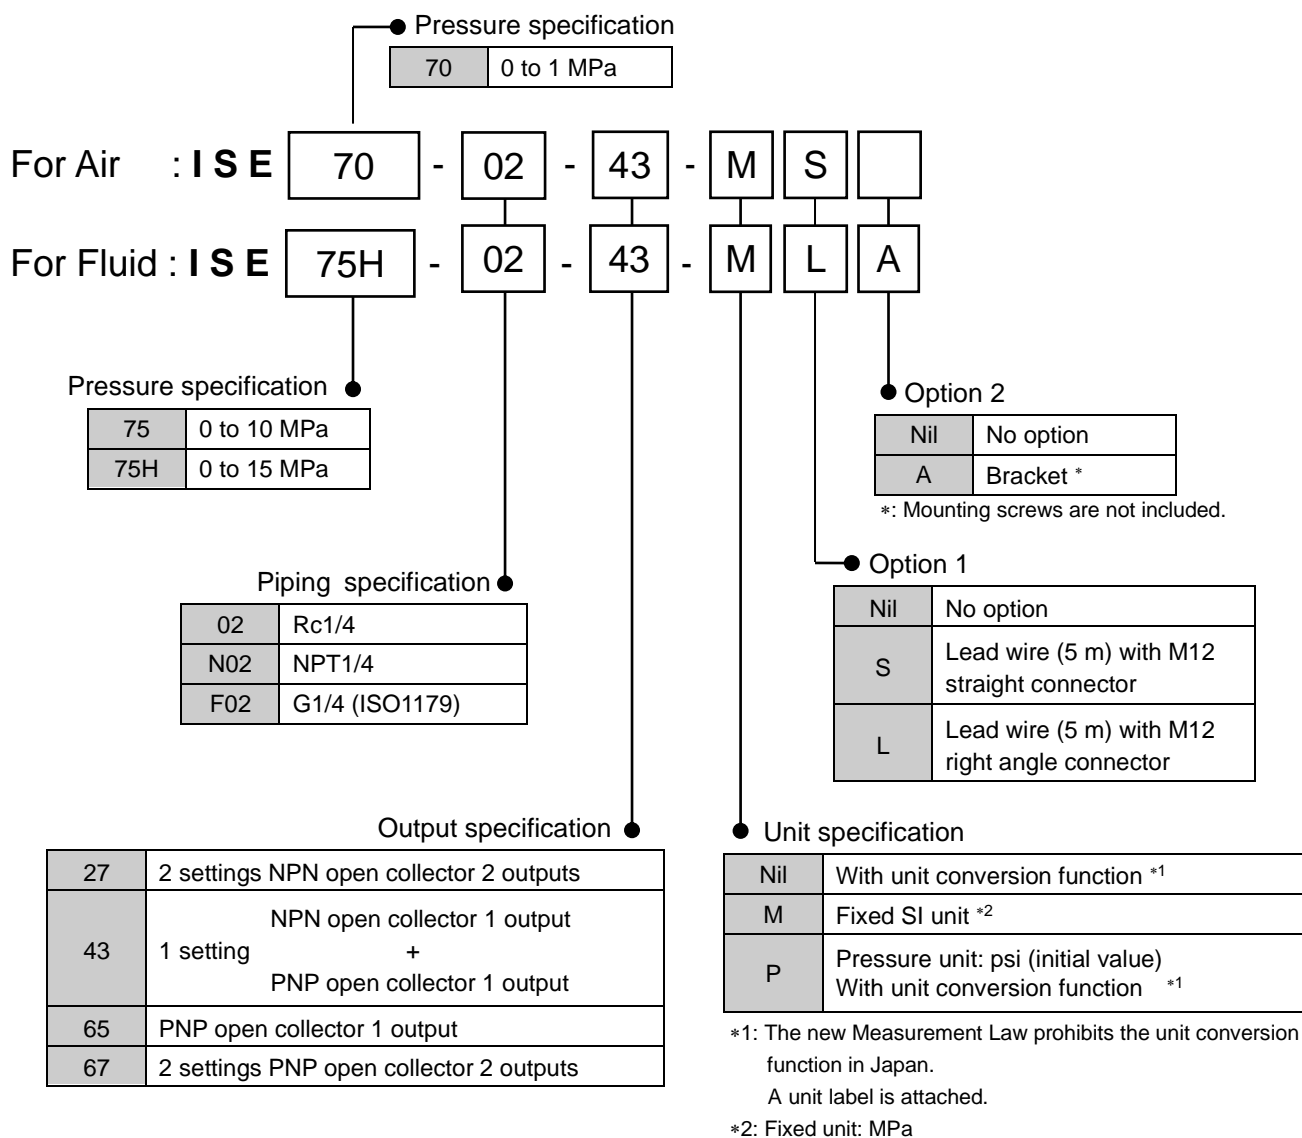 Pressure specification
70 0 to 1 MPa
For Air : I S E 70 - 02 - 43 - M S
For Fluid : I S E 75H - 02 - 43 - M L A
Pressure specification
75 0 to 10 MPa
75H 0 to 15 MPa
Option 2
Nil No option
A Bracket *
*: Mounting screws are not included.
Option 1
Nil No option
S Lead wire (5 m) with M12
straight connector
L Lead wire (5 m) with M12
right angle connector
Piping specification
02 Rc1/4
N02 NPT1/4
F02 G1/4 (ISO1179)
Output specification
27 2 settings NPN open collector 2 outputs
NPN open collector 1 output
43 1 setting +
PNP open collector 1 output
65 PNP open collector 1 output
67 2 settings PNP open collector 2 outputs
Unit specification
Nil With unit conversion function *1
M Fixed SI unit *2
P Pressure unit: psi (initial value)
With unit conversion function *1
*1: The new Measurement Law prohibits the unit conversion
function in Japan.
A unit label is attached.
*2: Fixed unit: MPa